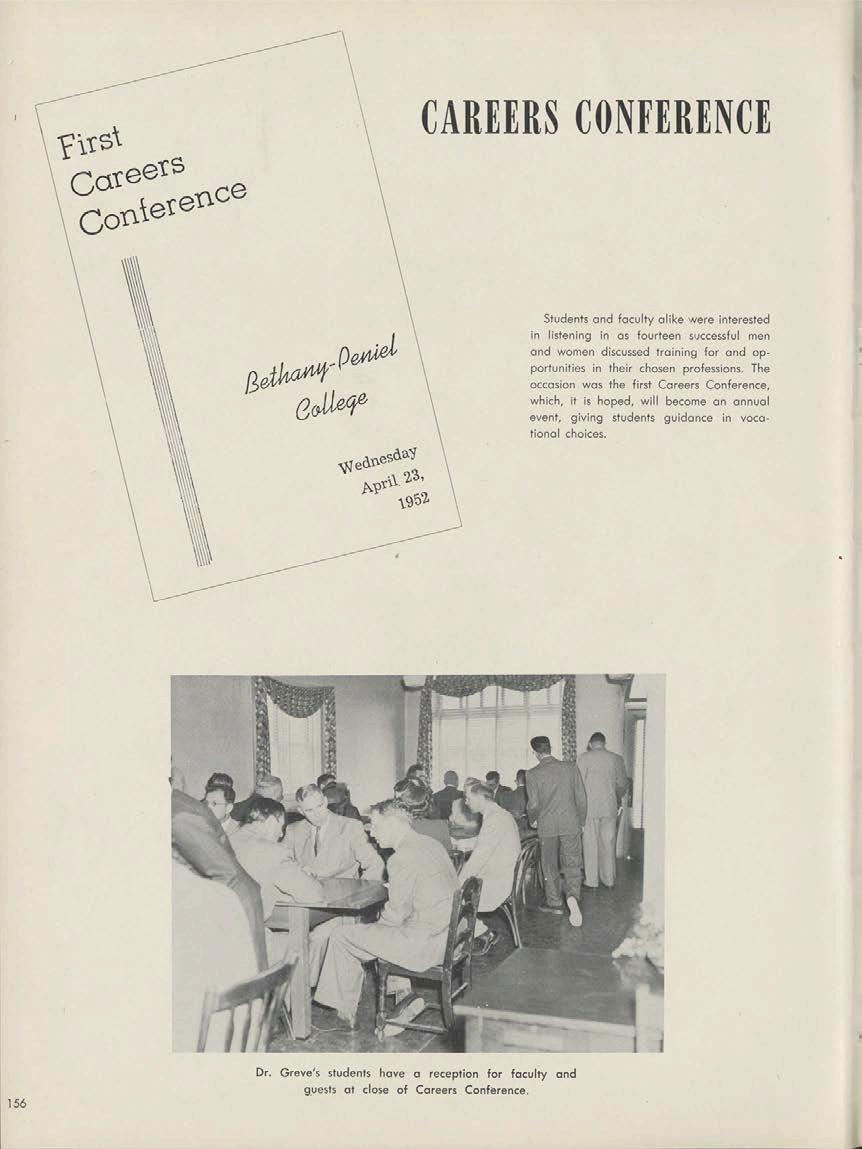 CAREERS CONFERENCE
First
Careers
Conference
Bethany-Peniel
College
Wednesday
April 23,
1952
Students and faculty alike were interested
in listening in as fourteen successful men
and women discussed training for and op-
portunities in their chosen professions. The
occasion was the first Careers Conference,
which, it is hoped, will become an annual
event, giving students guidance in voca-
tional choices.
Dr. Greve's students have a reception for faculty and
guests at close of Careers Conference.
156